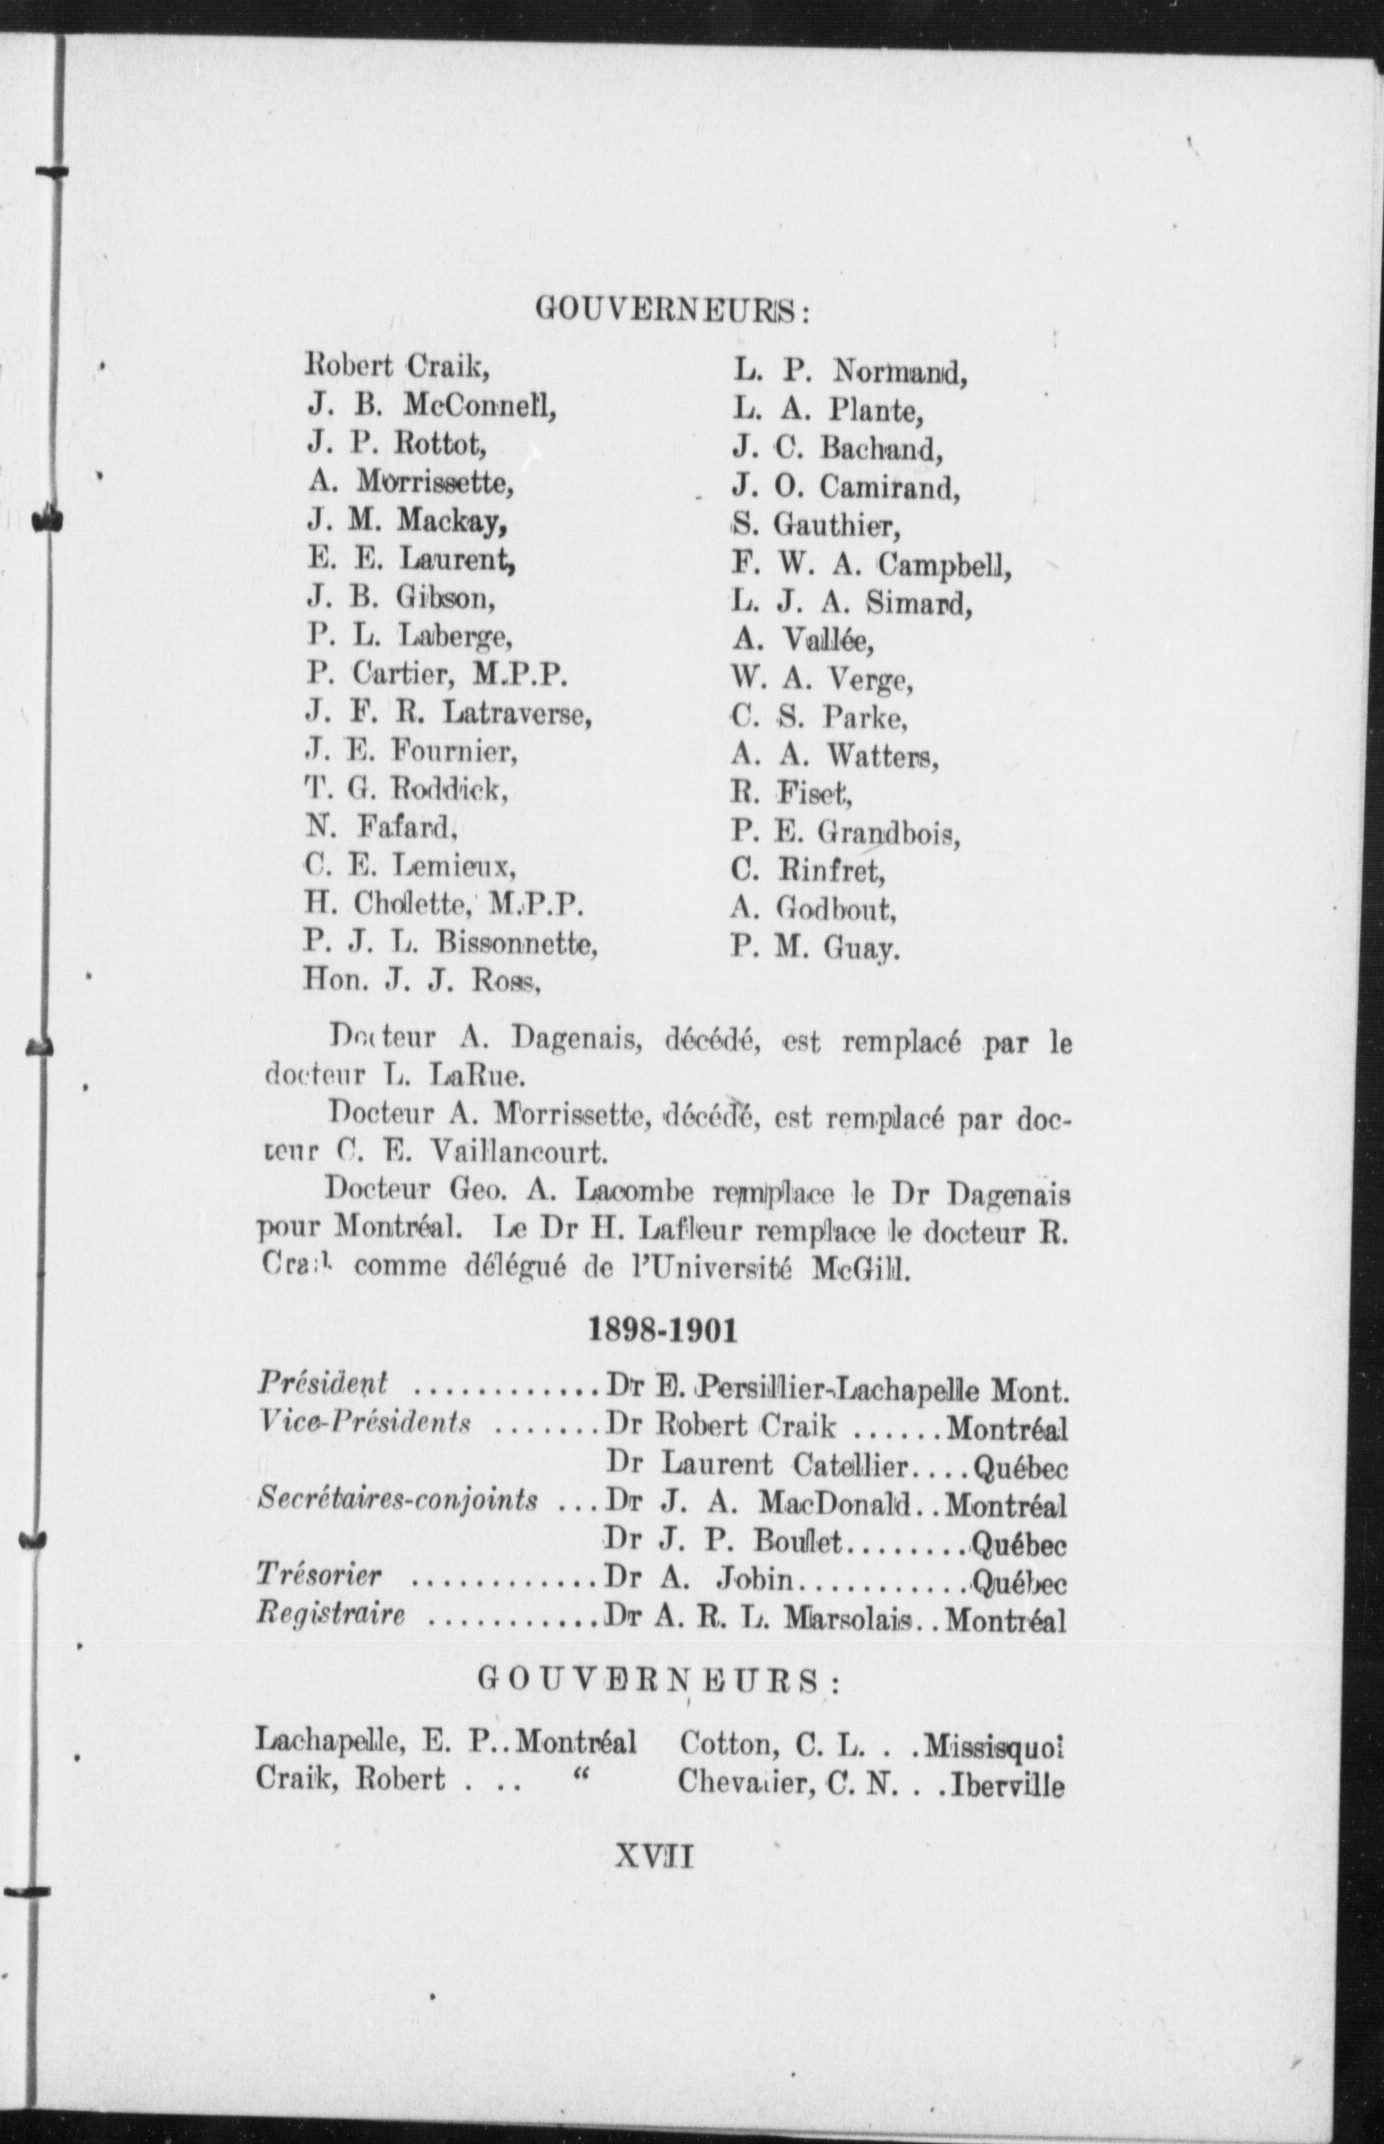 GOUVERNEURS:
Robert Craik,
J. B. McConnell,
J. P. Rottot,
A. Morrissette,
J. M. Mackay,
E. E. Laurent,
J. B. Gibson,
P. L. Laberge,
P. Cartier, M.P.P.
J. F. R. Latraverse,
J. E. Fournier,
T. G. Roddick,
N. Fafard,
C. E. Lemieux,
H. Cholette, M.P.P.
P. J. L. Bissonnette,
Hon. J. J. Ross,
L. P. Normand,
L. A. Plante,
J. C. Bachand,
J. O. Camirand,
S. Gauthier,
F. W. A. Campbell,
L. J. A. Simard,
A. Vallée,
W. A. Verge,
C. S. Parke,
A. A. Watters,
R. Fiset,
P. E. Grandbois,
C. Rinfret,
A. Godbout,
P. M. Guay.
Docteur A. Dagenais, décédé, est remplacé par le
docteur L. LaRue.
Docteur A. Morrissette, décédé, est remplacé par doc-
teur C. E. Vaillancourt.
Docteur Geo. A. Lacombe remplace le Dr Dagenais
pour Montréal. Le Dr H. Lafleur remplace le docteur R.
Craik comme délégué de l'Université McGill.
1898-1901
Président ............Dr E. Persillier-Lachapelle Mont.
Vice-Présidents .......Dr Robert Craik ......Montréal
Dr Laurent Catellier....Québec
Secrétaires-conjoints ...Dr J. A. MacDonald..Montréal
Dr J. P. Boulet........Québec
Trésorier ............Dr A. Jobin...........Québec
Registraire ...........Dr A. R. L. Marsolais..Montréal
GOUVERNEURS:
Lachapelle, E. P..Montréal Cotton, C. L. . .Missisquoi
Craik, Robert . .. “ Chevalier, C. N. . .Iberville
XVII